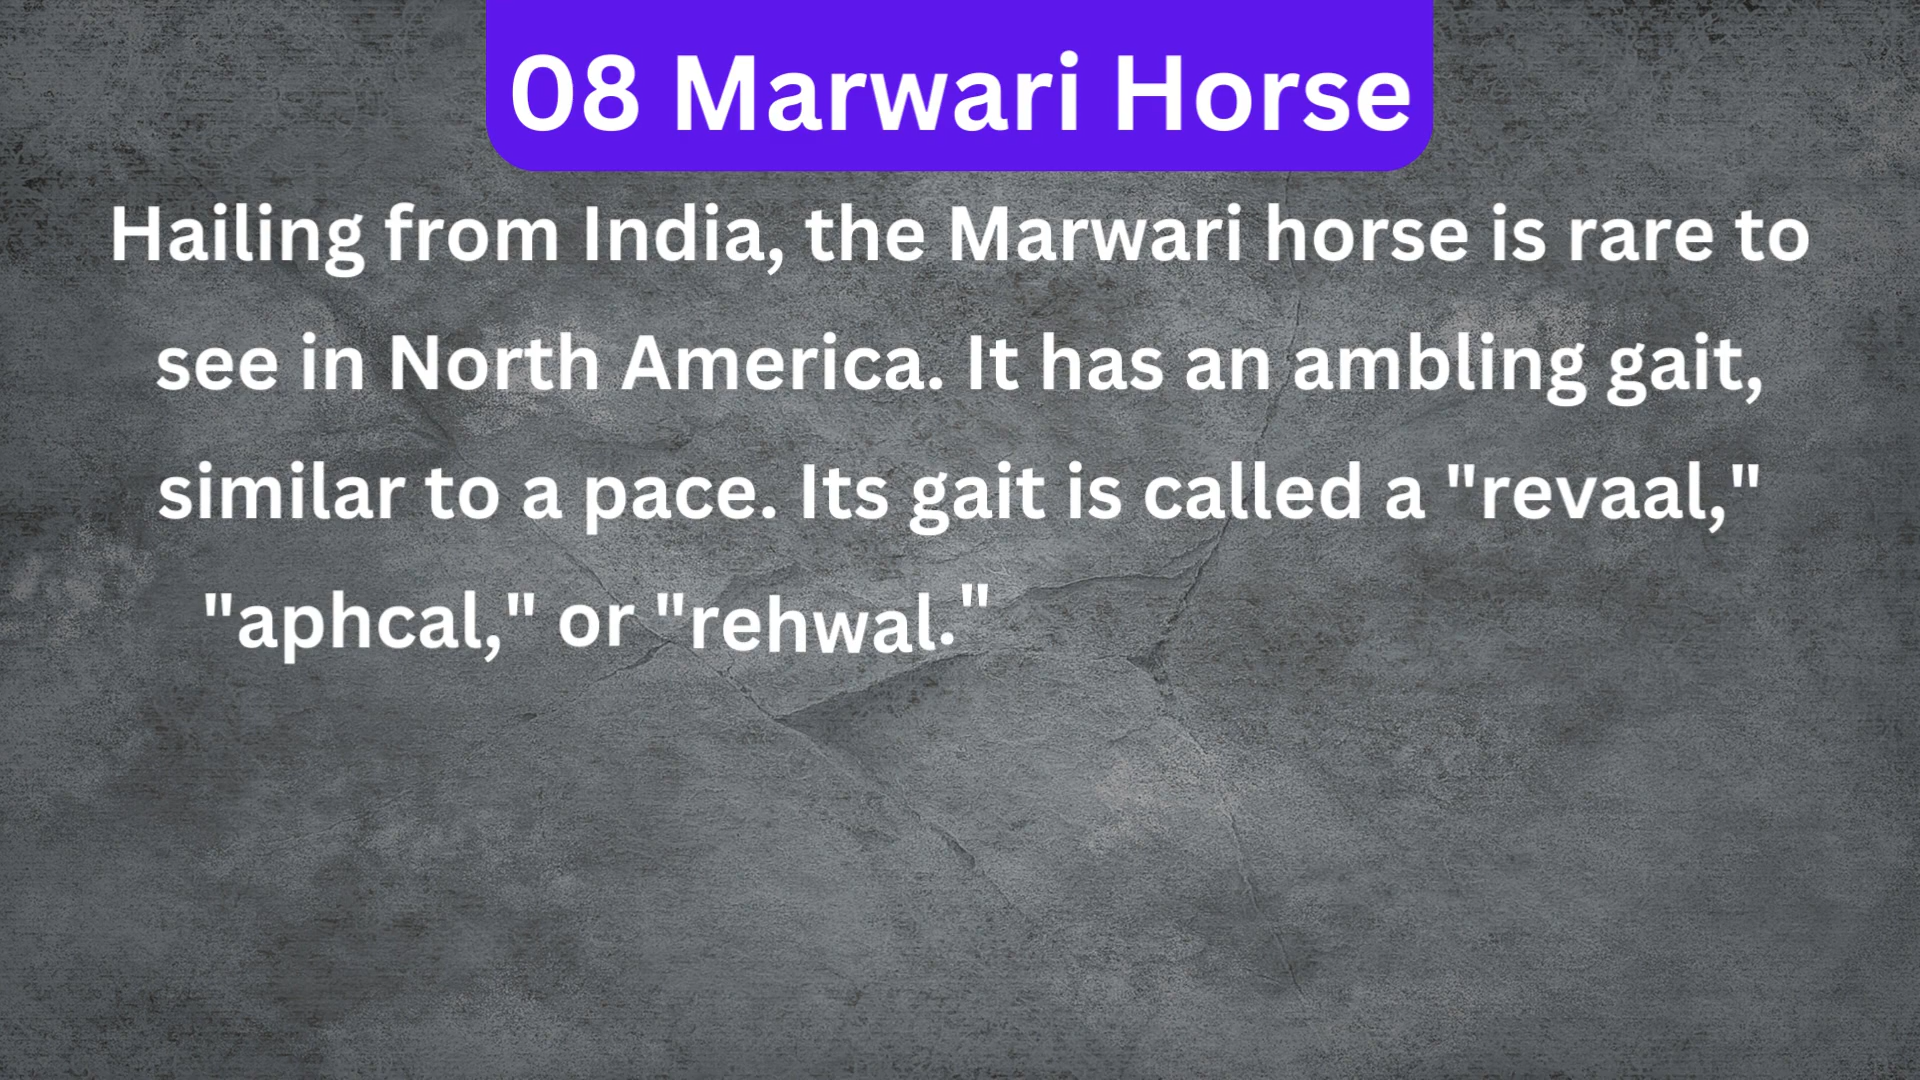 08 Marwari Horse
Hailing from India, the Marwari horse is rare to
see in North America. It has an ambling gait,
similar to a pace. Its gait is called a "revaal,"
"aphcal," or "rehwal."